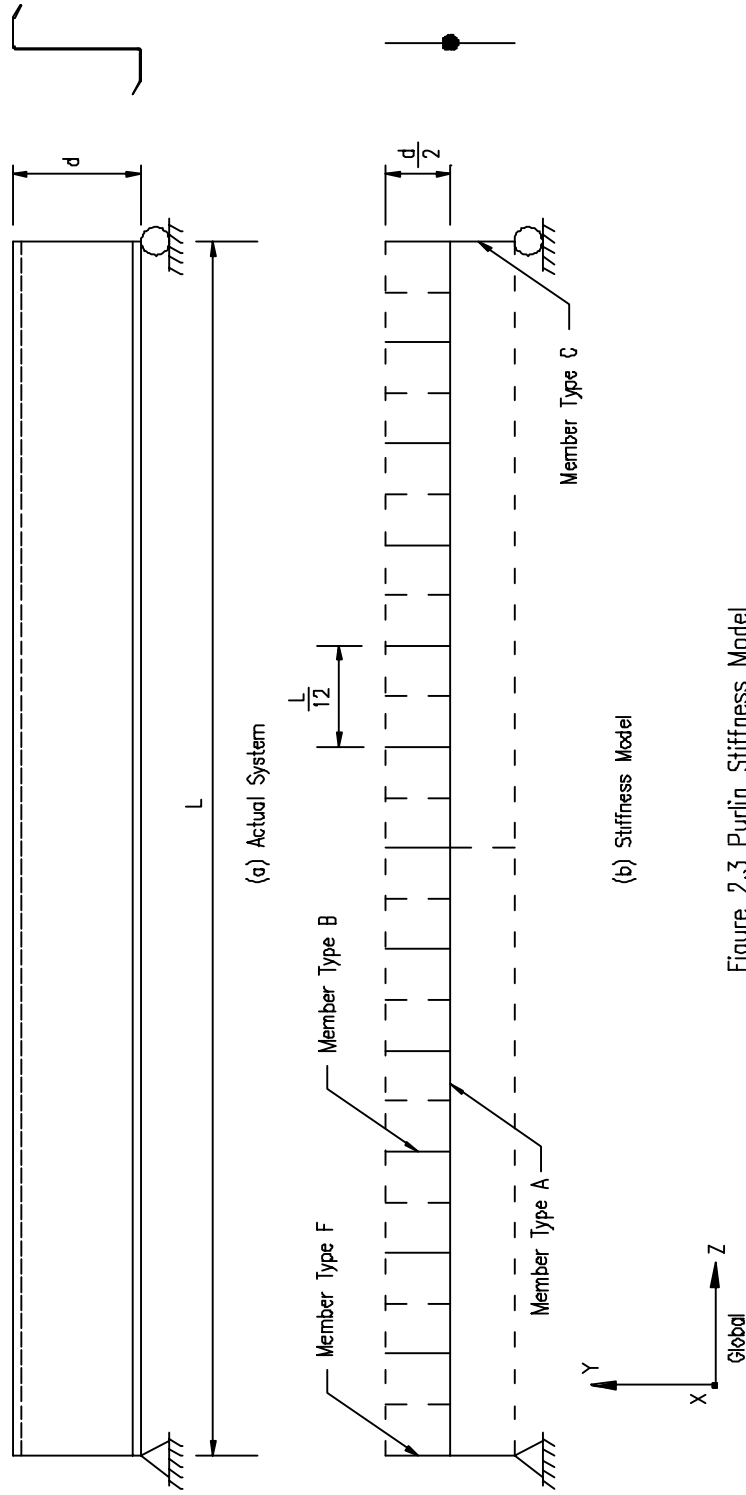 d
L
(a) Actual System
d
2
L
12
Member Type F
Member Type B
Member Type A
Member Type C
(b) Stiffness Model
Y
X
Z
Global
Figure 2.3 Purlin Stiffness Model